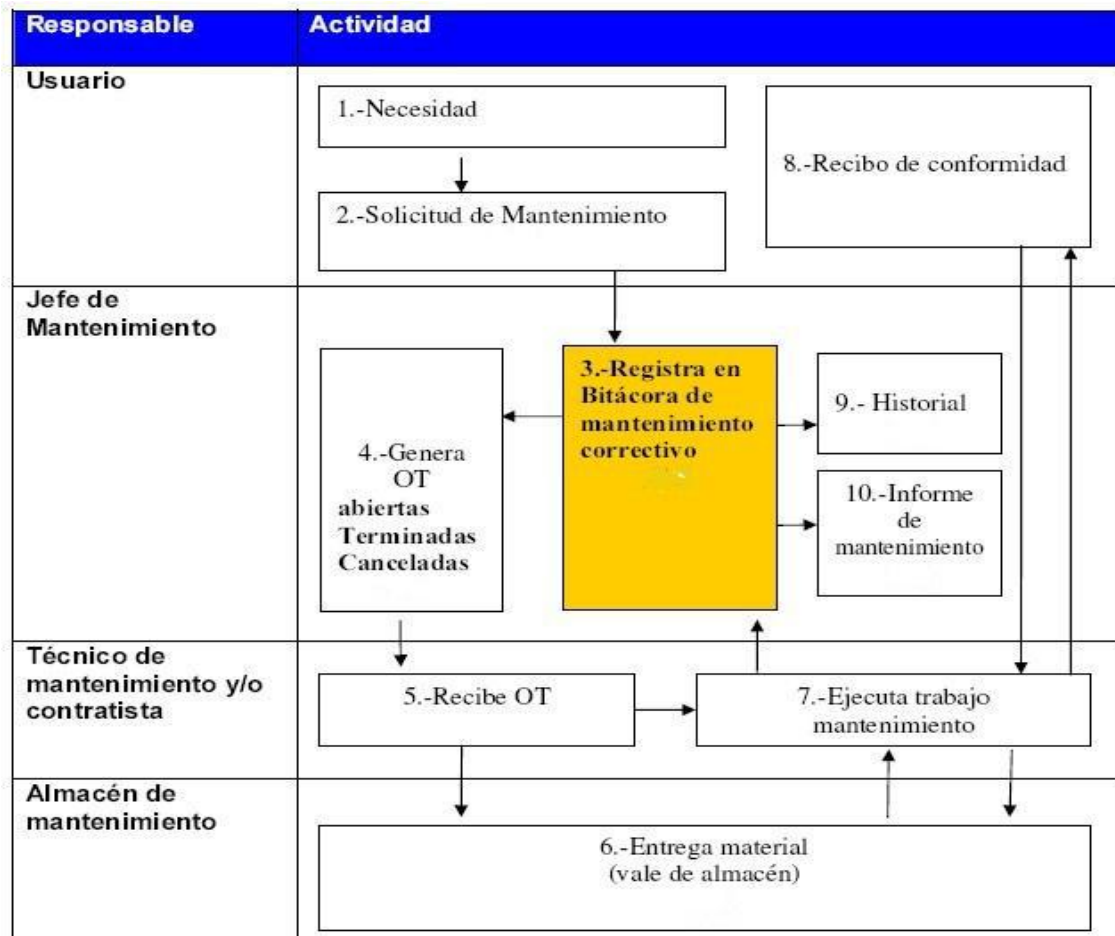 Responsable
Actividad
Usuario
1.-Necesidad
2.-Solicitud de Mantenimiento
8.-Recibo de conformidad
Jefe de
Mantenimiento
3.-Registra en
Bitácora de
mantenimiento
correctivo
4.-Genera
OT
abiertas
Terminadas
Canceladas
9.- Historial
10.-Informe
de
mantenimiento
Técnico de
mantenimiento y/o
contratista
5.-Recibe OT
7.-Ejecuta trabajo
mantenimiento
Almacén de
mantenimiento
6.-Entrega material
(vale de almacén)